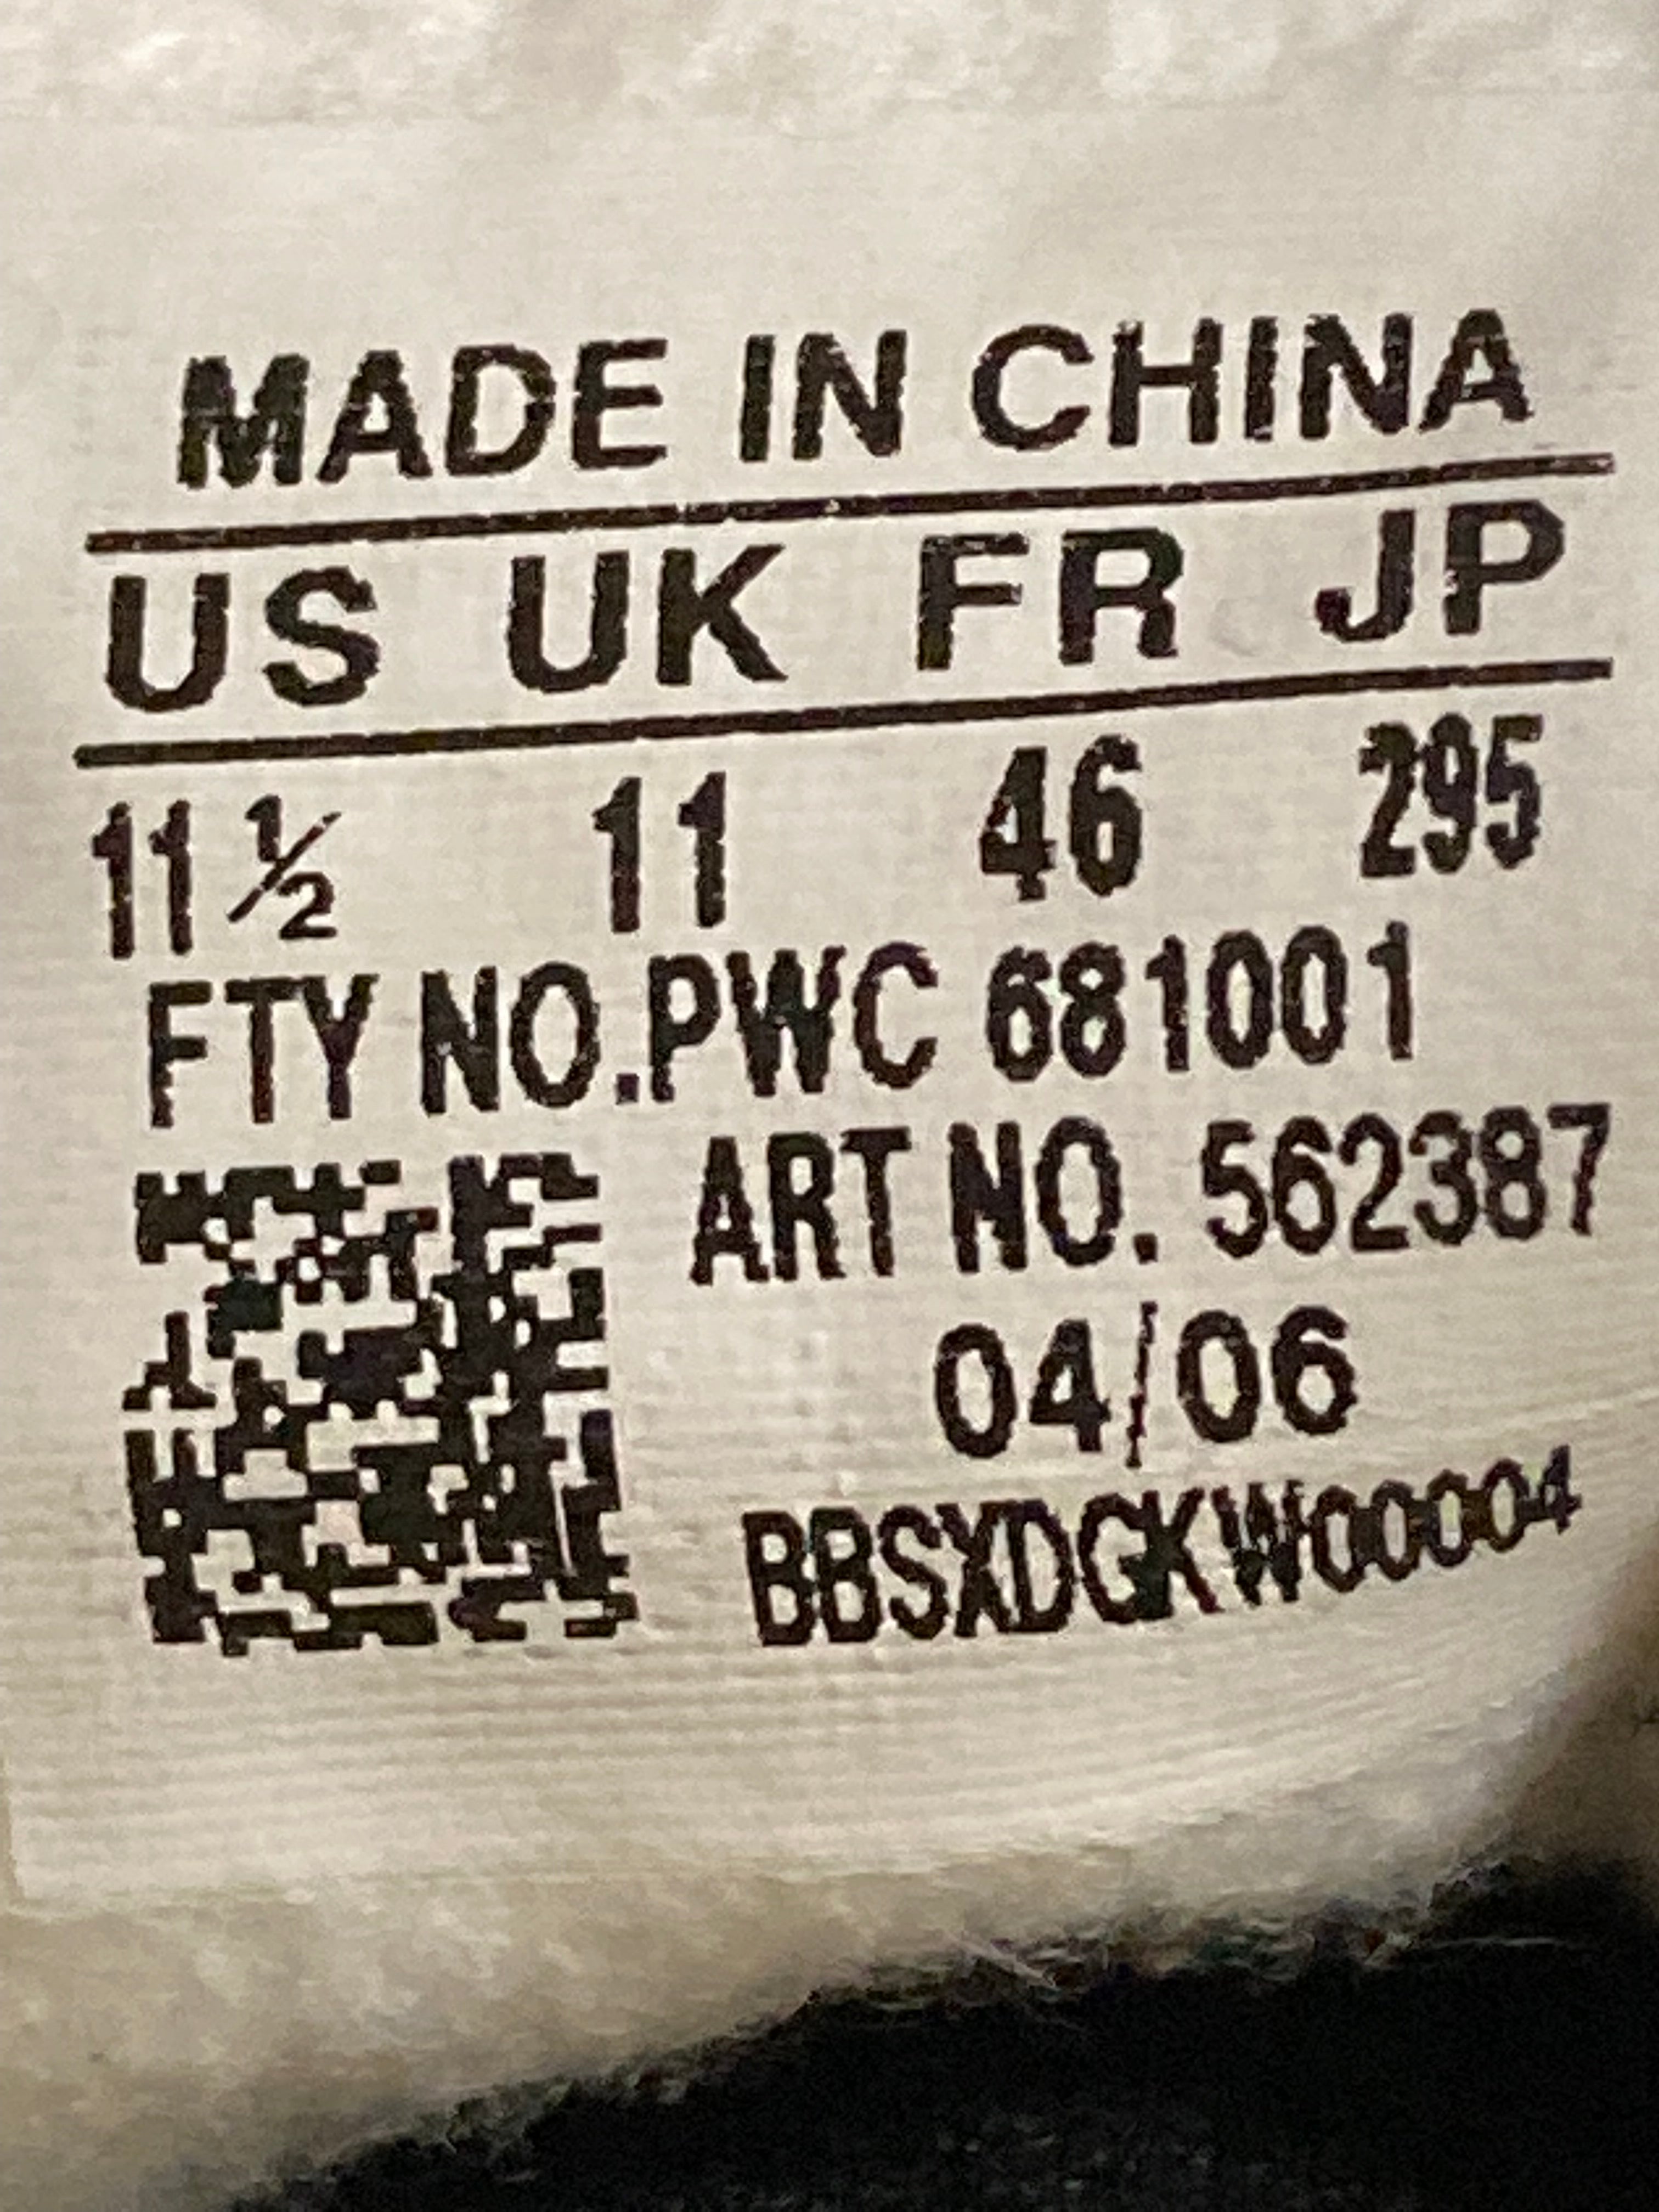 MADE IN CHINA
US UK FR JP
11 ½ 11 46 295
FTY NO.PWC 681001
ART NO. 562387
04/06
BBSXDGKW00004